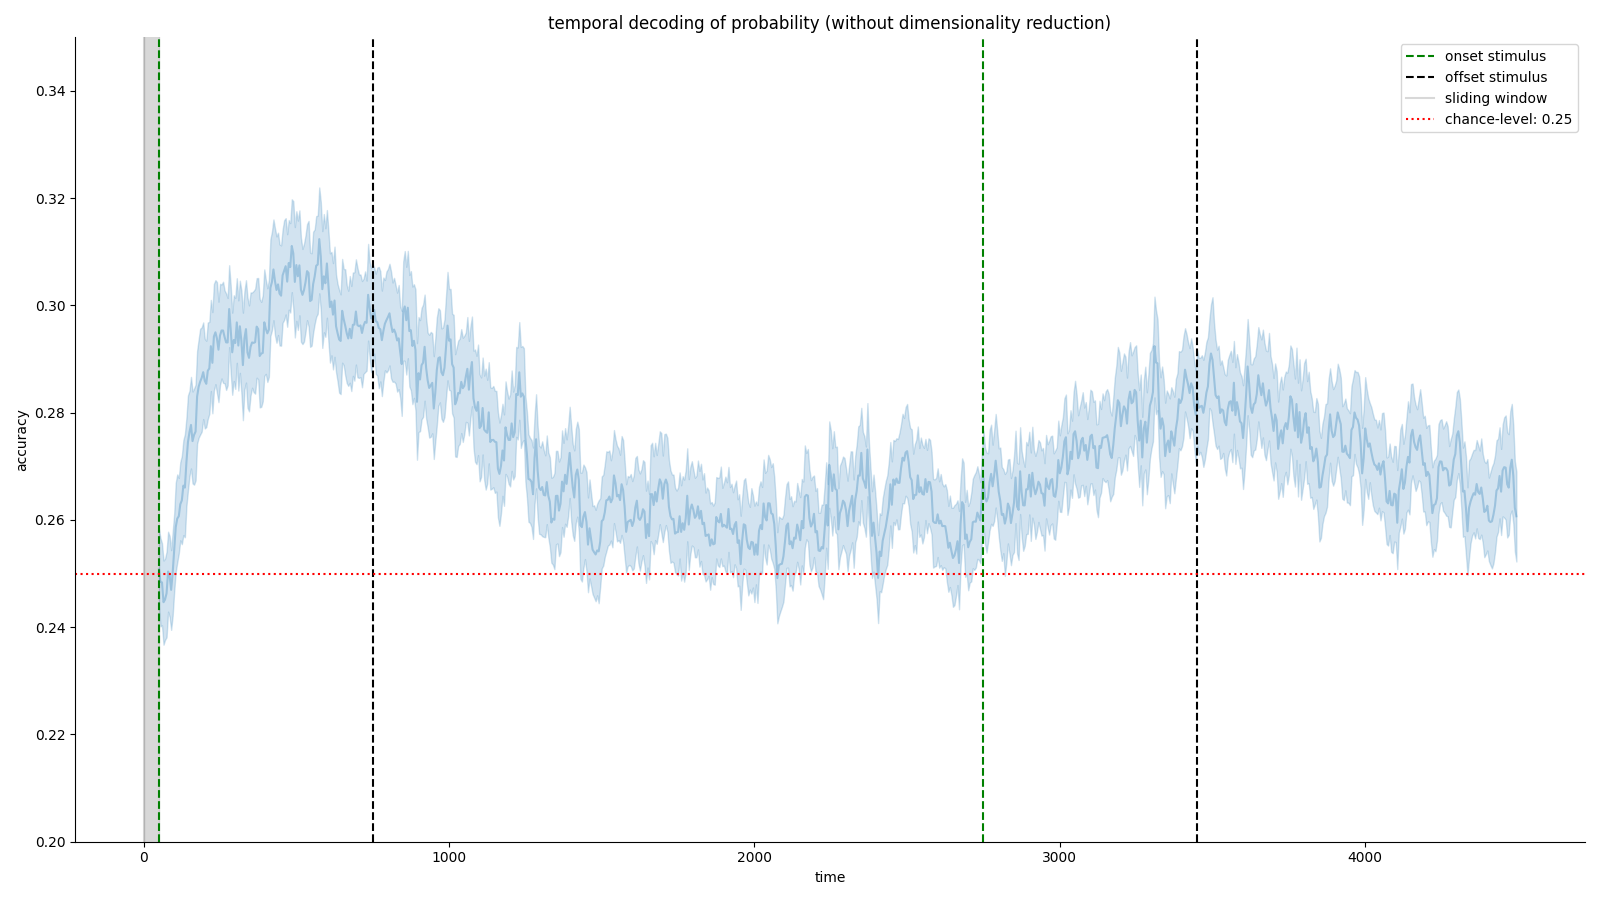 temporal decoding of probability (without dimensionality reduction)
onset stimulus
offset stimulus
sliding window
chance-level: 0.25
accuracy
0.34
0.32
0.30
0.28
0.26
0.24
0.22
0.20
0
1000
2000
3000
4000
time